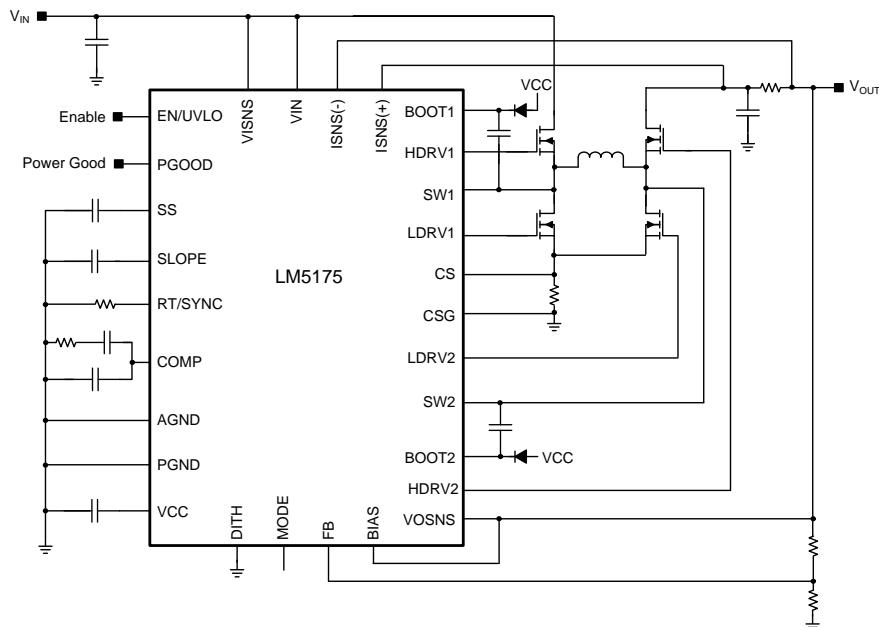 VIN
VOUT
VCC
Enable
Power Good
EN/UVLO
PGOOD
SS
SLOPE
RT/SYNC
COMP
AGND
PGND
VCC
VISNS
VIN
ISNS(-)
ISNS(+)
LM5175
BOOT1
HDRV1
SW1
LDRV1
CS
CSG
LDRV2
SW2
BOOT2
VCC
HDRV2
VOSNS
DITH
MODE
FB
BIAS